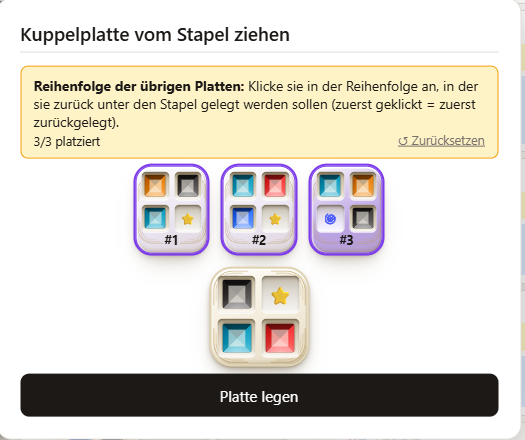 Kuppelplatte vom Stapel ziehen
Reihenfolge der übrigen Platten: Klicke sie in der Reihenfolge an, in der
sie zurück unter den Stapel gelegt werden sollen (zuerst geklickt = zuerst
zurückgelegt).
3/3 platziert
↺ Zurücksetzen
#1
#2
#3
Platte legen